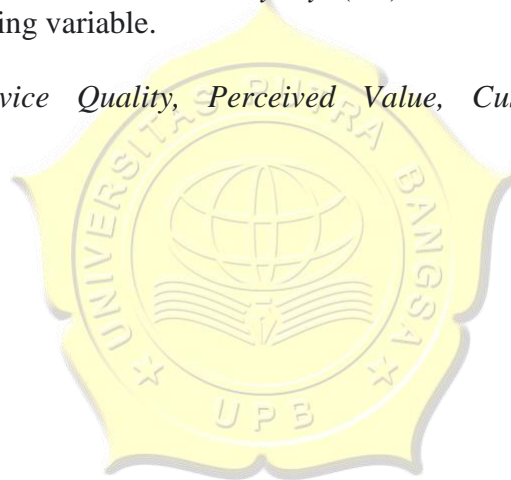 ing variable.
vice Quality, Perceived Value, Cu
UNIVERSITAS PUTRA BANGSA
UPB